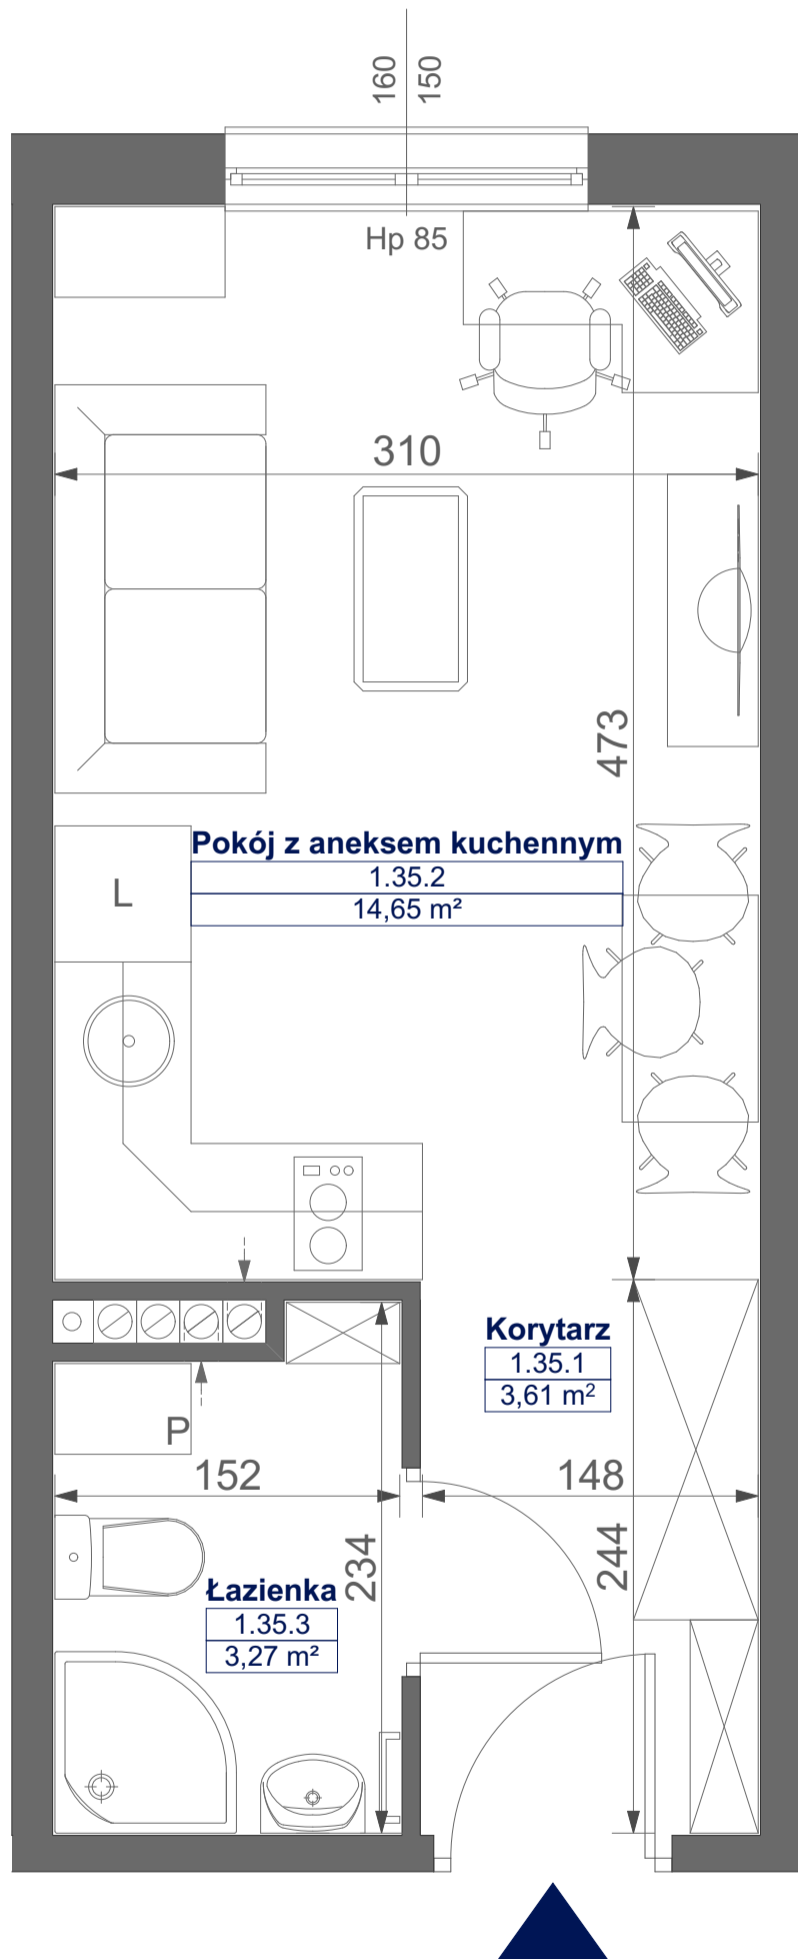 160
150
Hp 85
310
473
Pokój z aneksem kuchennym
1.35.2
14,65 m²
L
Korytarz
1.35.1
3,61 m²
P
152
148
234
244
Łazienka
1.35.3
3,27 m²